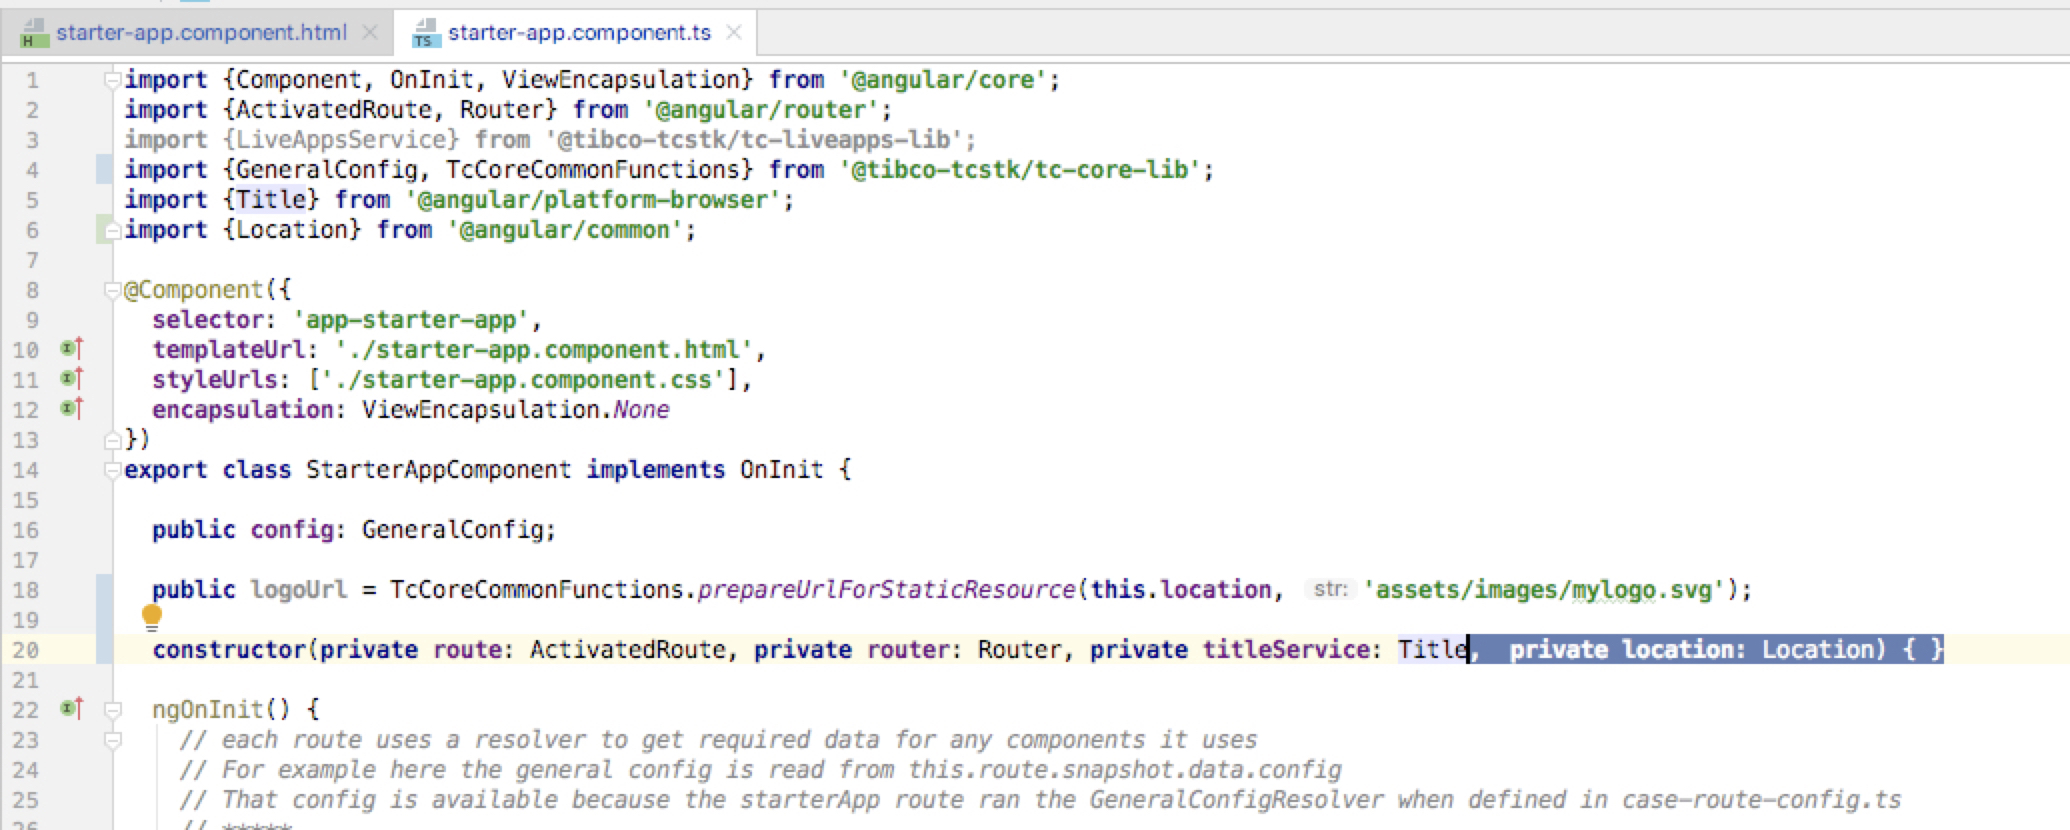 starter-app.component.html starter-app.component.ts
1 import {Component, OnInit, ViewEncapsulation} from '@angular/core';
2 import {ActivatedRoute, Router} from '@angular/router';
3 import {LiveAppsService} from '@tibco-tcstk/tc-liveapps-lib';
4 import {GeneralConfig, TcCoreCommonFunctions} from '@tibco-tcstk/tc-core-lib';
5 import {Title} from '@angular/platform-browser';
6 import {Location} from '@angular/common';
7
8 @Component({
9   selector: 'app-starter-app',
10   templateUrl: './starter-app.component.html',
11   styleUrls: ['./starter-app.component.css'],
12   encapsulation: ViewEncapsulation.None
13 })
14 export class StarterAppComponent implements OnInit {
15
16   public config: GeneralConfig;
17
18   public logoUrl = TcCoreCommonFunctions.prepareUrlForStaticResource(this.location, str: 'assets/images/mylogo.svg');
19
20   constructor(private route: ActivatedRoute, private router: Router, private titleService: Title,  private location: Location) { }
21
22   ngOnInit() {
23     // each route uses a resolver to get required data for any components it uses
24     // For example here the general config is read from this.route.snapshot.data.config
25     // That config is available because the starterApp route ran the GeneralConfigResolver when defined in case-route-config.ts
26     // *****